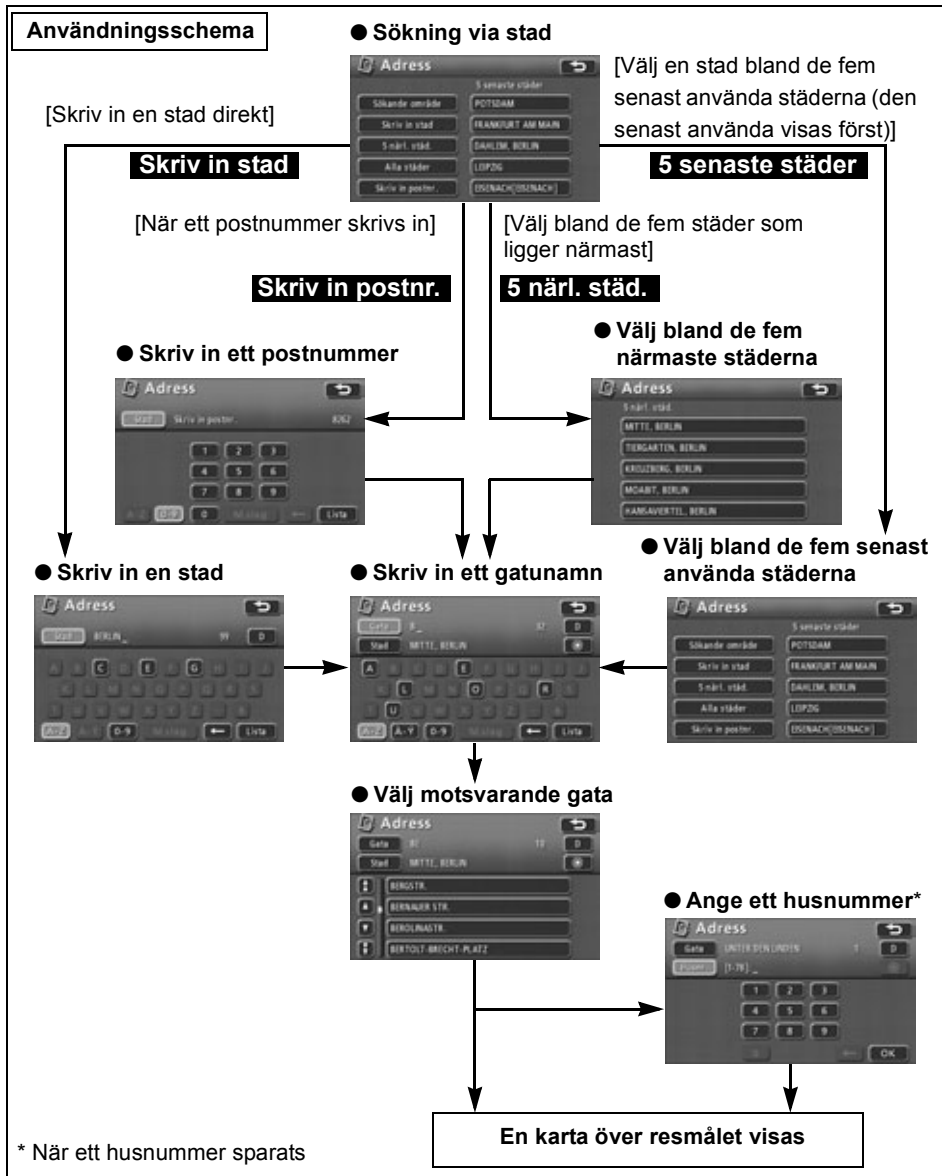 Användningsschema
● Sökning via stad
Adress
5 senaste städer
Sökande område POTSDAM
Skriv in stad FRANKFURT AM MAIN
5 närl. städ. DAHLEM, BERLIN
Alla städer LEIPZIG
Skriv in postnr. EISENACH[EISENACH]
[Skriv in en stad direkt]
[Välj en stad bland de fem
senast använda städerna (den
senast använda visas först)]
Skriv in stad
5 senaste städer
[När ett postnummer skrivs in]
[Välj bland de fem städer som
ligger närmast]
Skriv in postnr.
5 närl. städ.
● Skriv in ett postnummer
Adress
Stad Skriv in postnr. 8262
1 2 3
4 5 6
7 8 9
A-Z 0-9 0 ← Lista
● Välj bland de fem
närmaste städerna
Adress
5 närl. städ.
MITTE, BERLIN
TIERGARTEN, BERLIN
KREUZBERG, BERLIN
MOABIT, BERLIN
HANSAVIERTEL, BERLIN
● Skriv in en stad
Adress
Stad BERLIN_ 99 D
A B C D E F G H I J
K L M N O P Q R S
T U V W X Y Z
A-Z À-Ý 0-9 ← Lista
● Skriv in ett gatunamn
Adress
Gata B_ D
Stad MITTE, BERLIN
A B C D E F G H I J
K L M N O P Q R S
T U V W X Y Z
A-Z À-Ý 0-9 ← Lista
● Välj bland de fem senast
använda städerna
Adress
5 senaste städer
Sökande område POTSDAM
Skriv in stad FRANKFURT AM MAIN
5 närl. städ. DAHLEM, BERLIN
Alla städer LEIPZIG
Skriv in postnr. EISENACH[EISENACH]
● Välj motsvarande gata
Adress
Gata BE 10 D
Stad MITTE, BERLIN
BERGSTR.
BERNAUER STR.
BEROLINASTR.
BERTOLT-BRECHT-PLATZ
● Ange ett husnummer*
Adress
Gata UNTER DEN LINDEN 1 D
[1-78] _
1 2 3
4 5 6
7 8 9
0 ← OK
En karta över resmålet visas
* När ett husnummer sparats